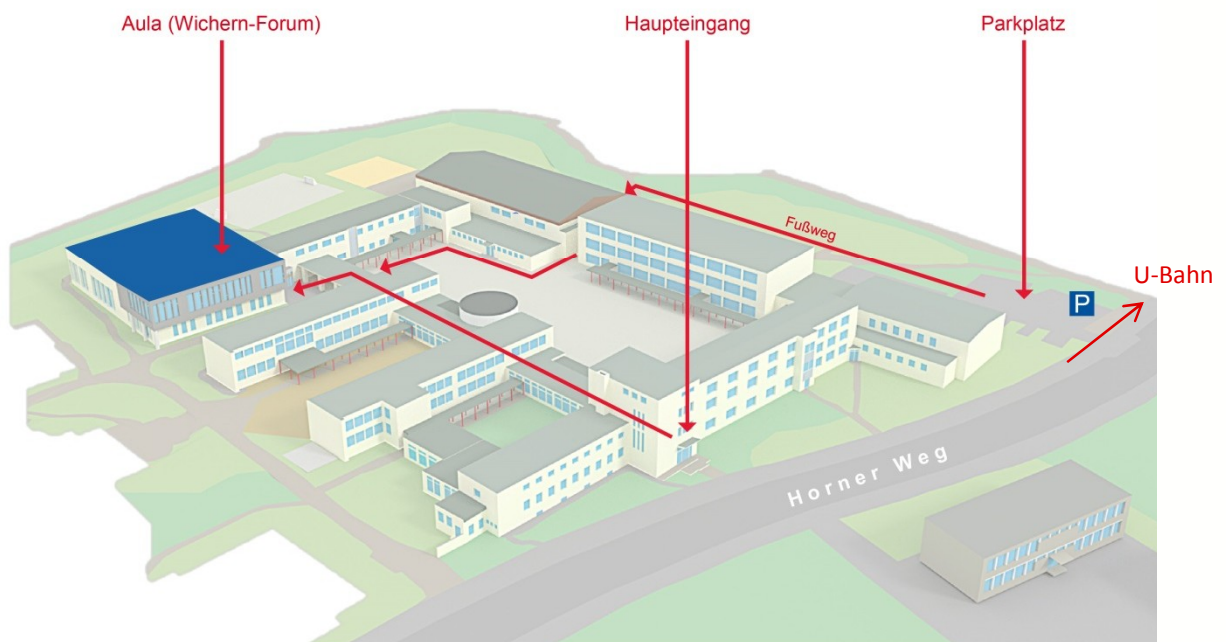 Aula (Wichern-Forum)
Haupteingang
Parkplatz
Fußweg
U-Bahn
P
Horner Weg